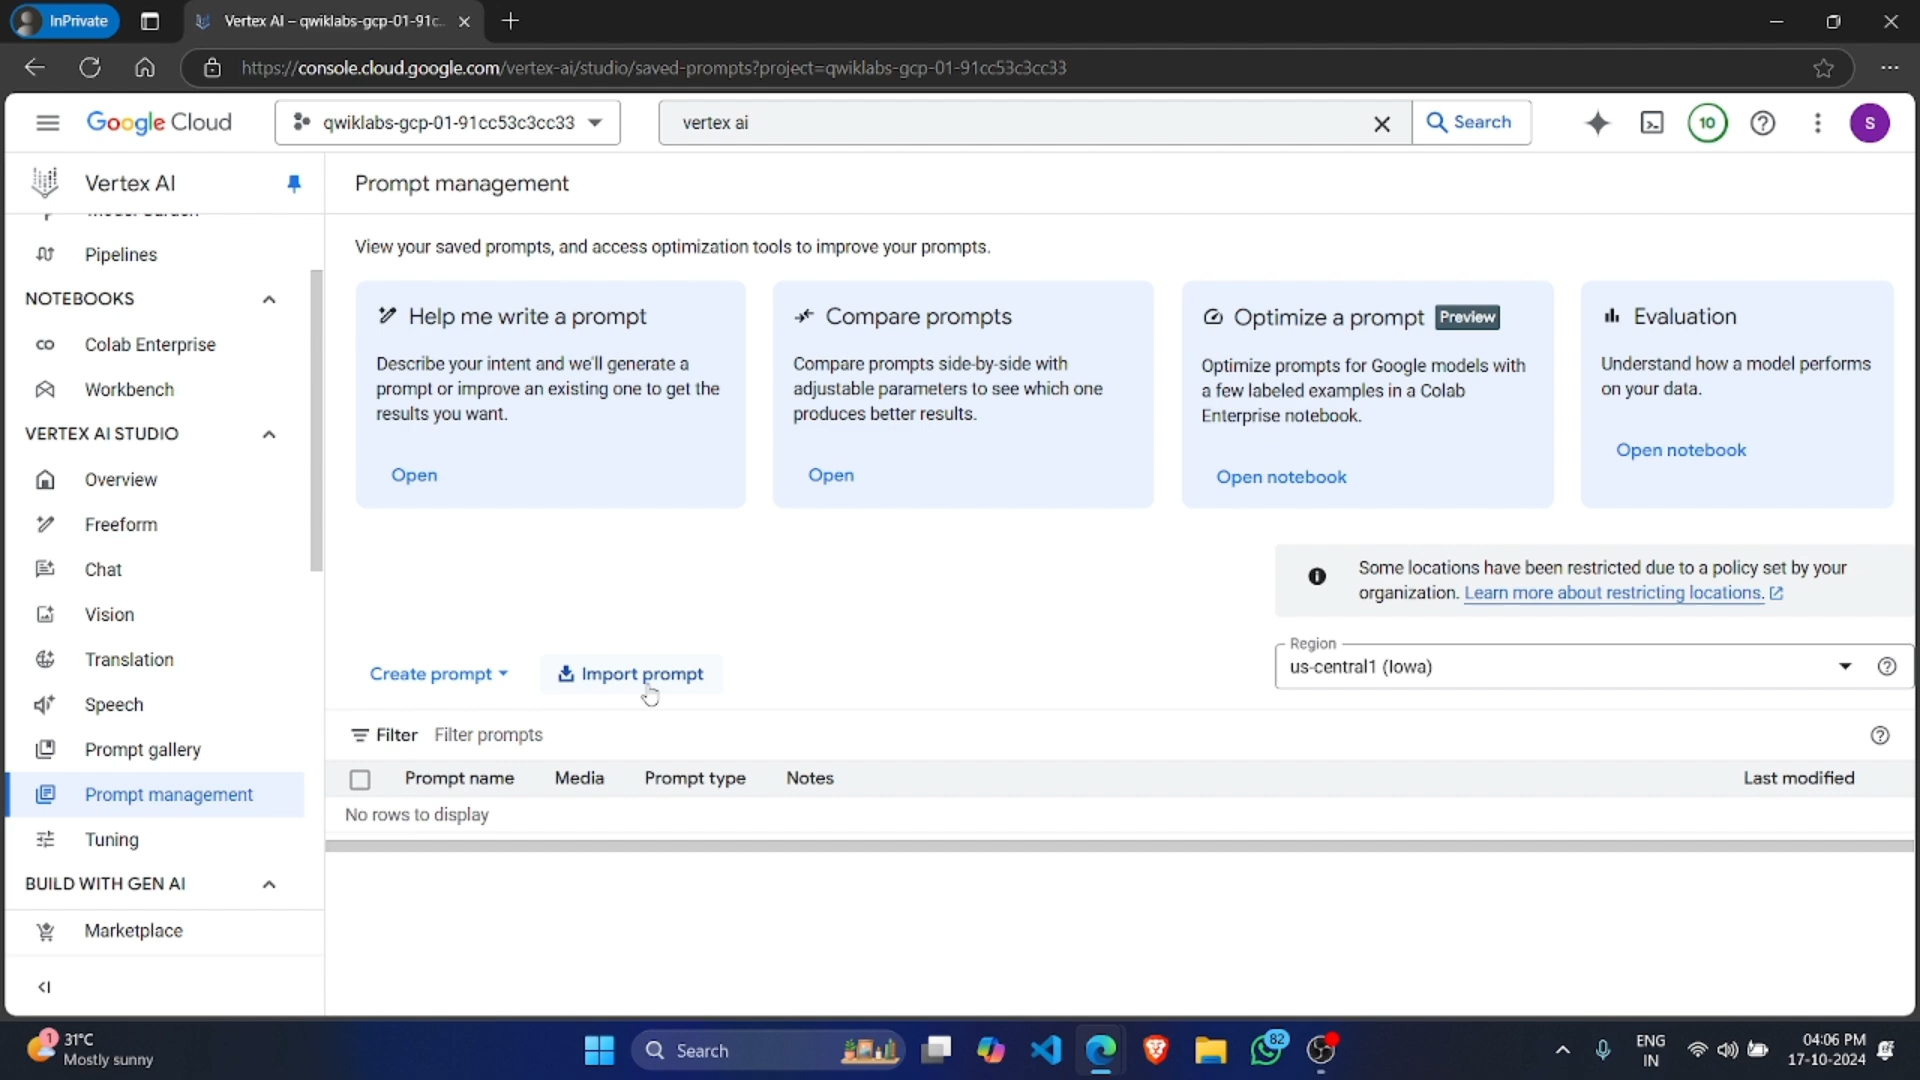 InPrivate
Vertex AI – qwiklabs-gcp-01-91c...
https://console.cloud.google.com/vertex-ai/studio/saved-prompts?project=qwiklabs-gcp-01-91cc53c3cc33
Google Cloud
qwiklabs-gcp-01-91cc53c3cc33
vertex ai
Search
10
S
Vertex AI
Model Garden
Pipelines
NOTEBOOKS
Colab Enterprise
Workbench
VERTEX AI STUDIO
Overview
Freeform
Chat
Vision
Translation
Speech
Prompt gallery
Prompt management
Tuning
BUILD WITH GEN AI
Marketplace
Prompt management
View your saved prompts, and access optimization tools to improve your prompts.
Help me write a prompt
Describe your intent and we'll generate a
prompt or improve an existing one to get the
results you want.
Open
Compare prompts
Compare prompts side-by-side with
adjustable parameters to see which one
produces better results.
Open
Optimize a prompt Preview
Optimize prompts for Google models with
a few labeled examples in a Colab
Enterprise notebook.
Open notebook
Evaluation
Understand how a model performs
on your data.
Open notebook
Some locations have been restricted due to a policy set by your
organization. Learn more about restricting locations.
Create prompt
Import prompt
Region
us-central1 (Iowa)
Filter Filter prompts
Prompt name Media Prompt type Notes Last modified
No rows to display
1
31°C
Mostly sunny
Search
82
ENG
IN
04:06 PM
17-10-2024